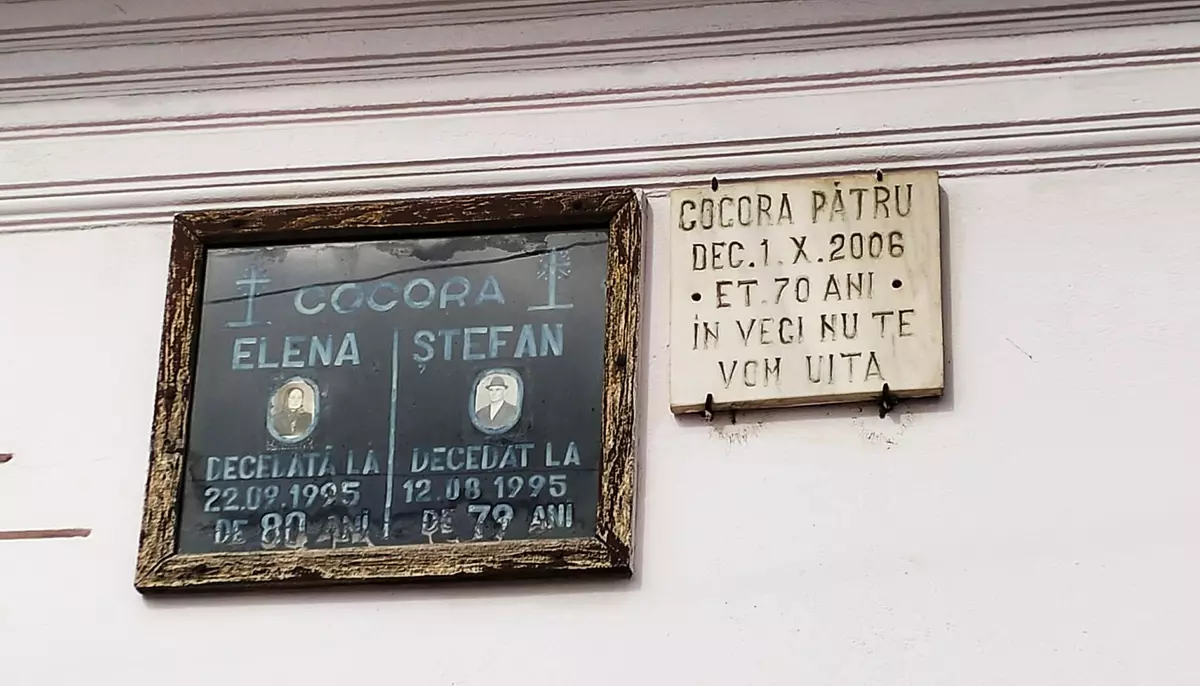 COCORA
ELENA
DECEDATĂ LA
22.09.1995
DE 80 ANI
ȘTEFAN
DECEDAT LA
12.08.1995
DE 79 ANI
COCORA PĂTRU
DEC.1.X.2006
• ET.70 ANI •
ÎN VECI NU TE
VOM UITA